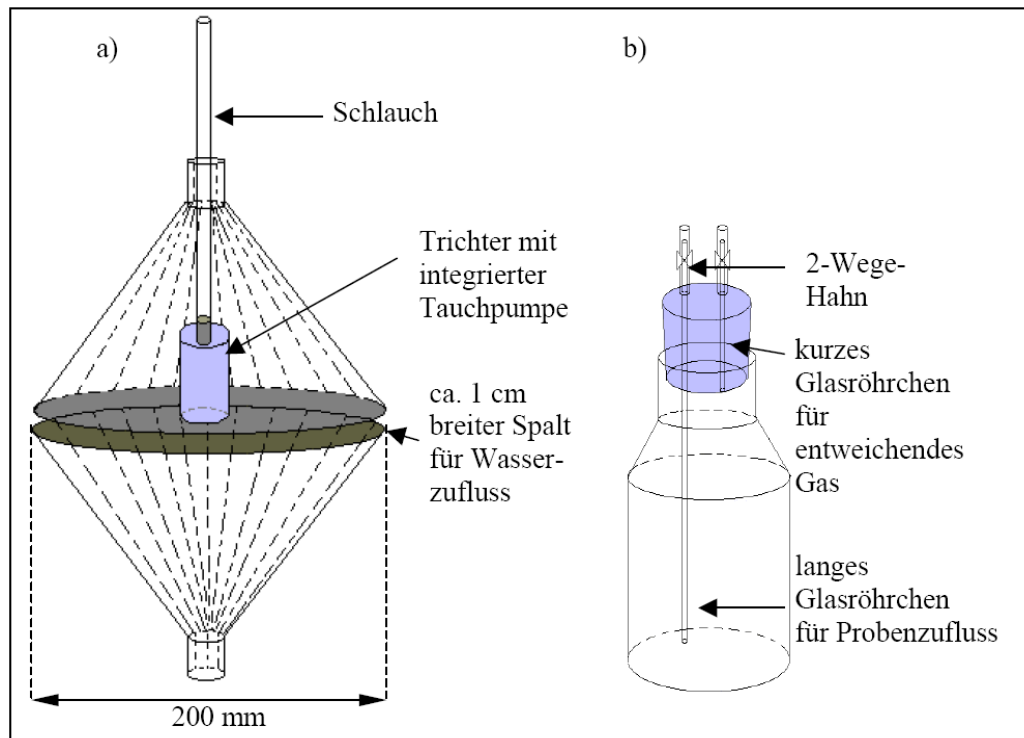 a)
Schlauch
Trichter mit
integrierter
Tauchpumpe
ca. 1 cm
breiter Spalt
für Wasser-
zufluss
200 mm
b)
2-Wege-
Hahn
kurzes
Glasröhrchen
für
entweichendes
Gas
langes
Glasröhrchen
für Probenzufluss